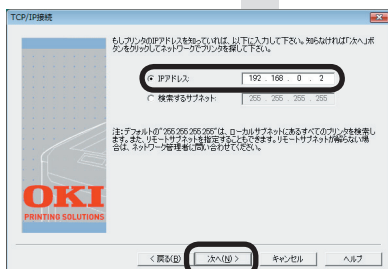 TCP/IP接続
もしプリンタのIPアドレスを知っていれば、以下に入力して下さい。知らなければ「次へ」ボ
タンをクリックしてネットワークでプリンタを探して下さい。
IPアドレス: 192 . 168 . 0 . 2
検索するサブネット: 255 . 255 . 255 . 255
注:デフォルトの"255.255.255.255"は、ローカルサブネットにあるすべてのプリンタを検索し
ます。また、リモートサブネットを指定することもできます。リモートサブネットが解らない場
合は、ネットワーク管理者に問い合わせてください。
OKI
PRINTING SOLUTIONS
< 戻る(B) 次へ(N) > キャンセル ヘルプ